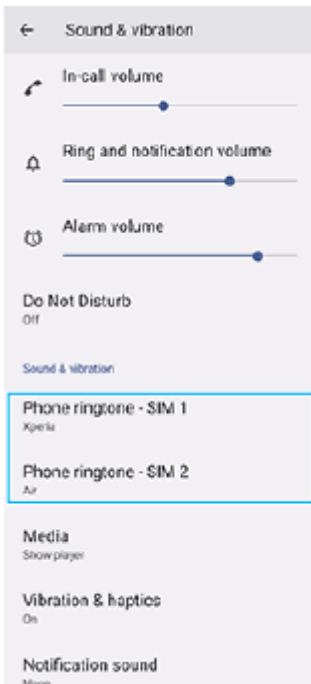 Sound & vibration
In-call volume
Ring and notification volume
Alarm volume
Do Not Disturb
Off
Sound & vibration
Phone ringtone - SIM 1
Xperia
Phone ringtone - SIM 2
Air
Media
Show player
Vibration & haptics
On
Notification sound